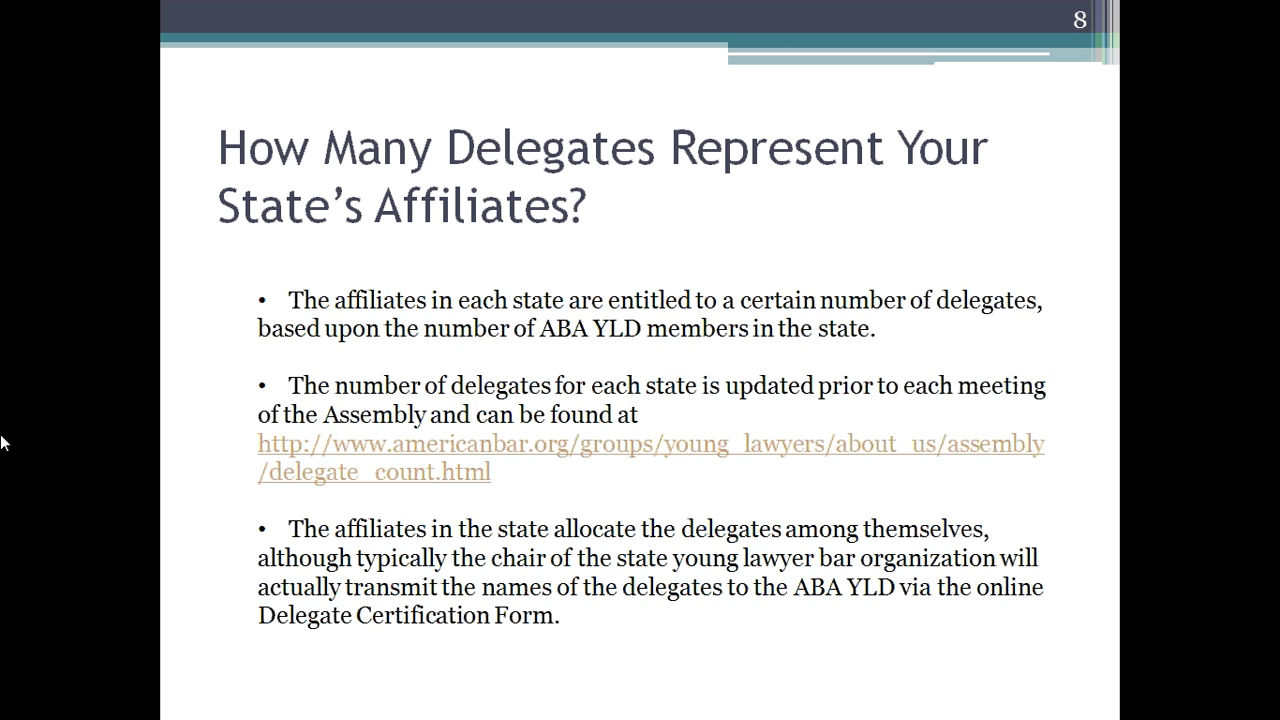 8
How Many Delegates Represent Your
State’s Affiliates?
• The affiliates in each state are entitled to a certain number of delegates,
based upon the number of ABA YLD members in the state.
• The number of delegates for each state is updated prior to each meeting
of the Assembly and can be found at
http://www.americanbar.org/groups/young_lawyers/about_us/assembly
/delegate_count.html
• The affiliates in the state allocate the delegates among themselves,
although typically the chair of the state young lawyer bar organization will
actually transmit the names of the delegates to the ABA YLD via the online
Delegate Certification Form.